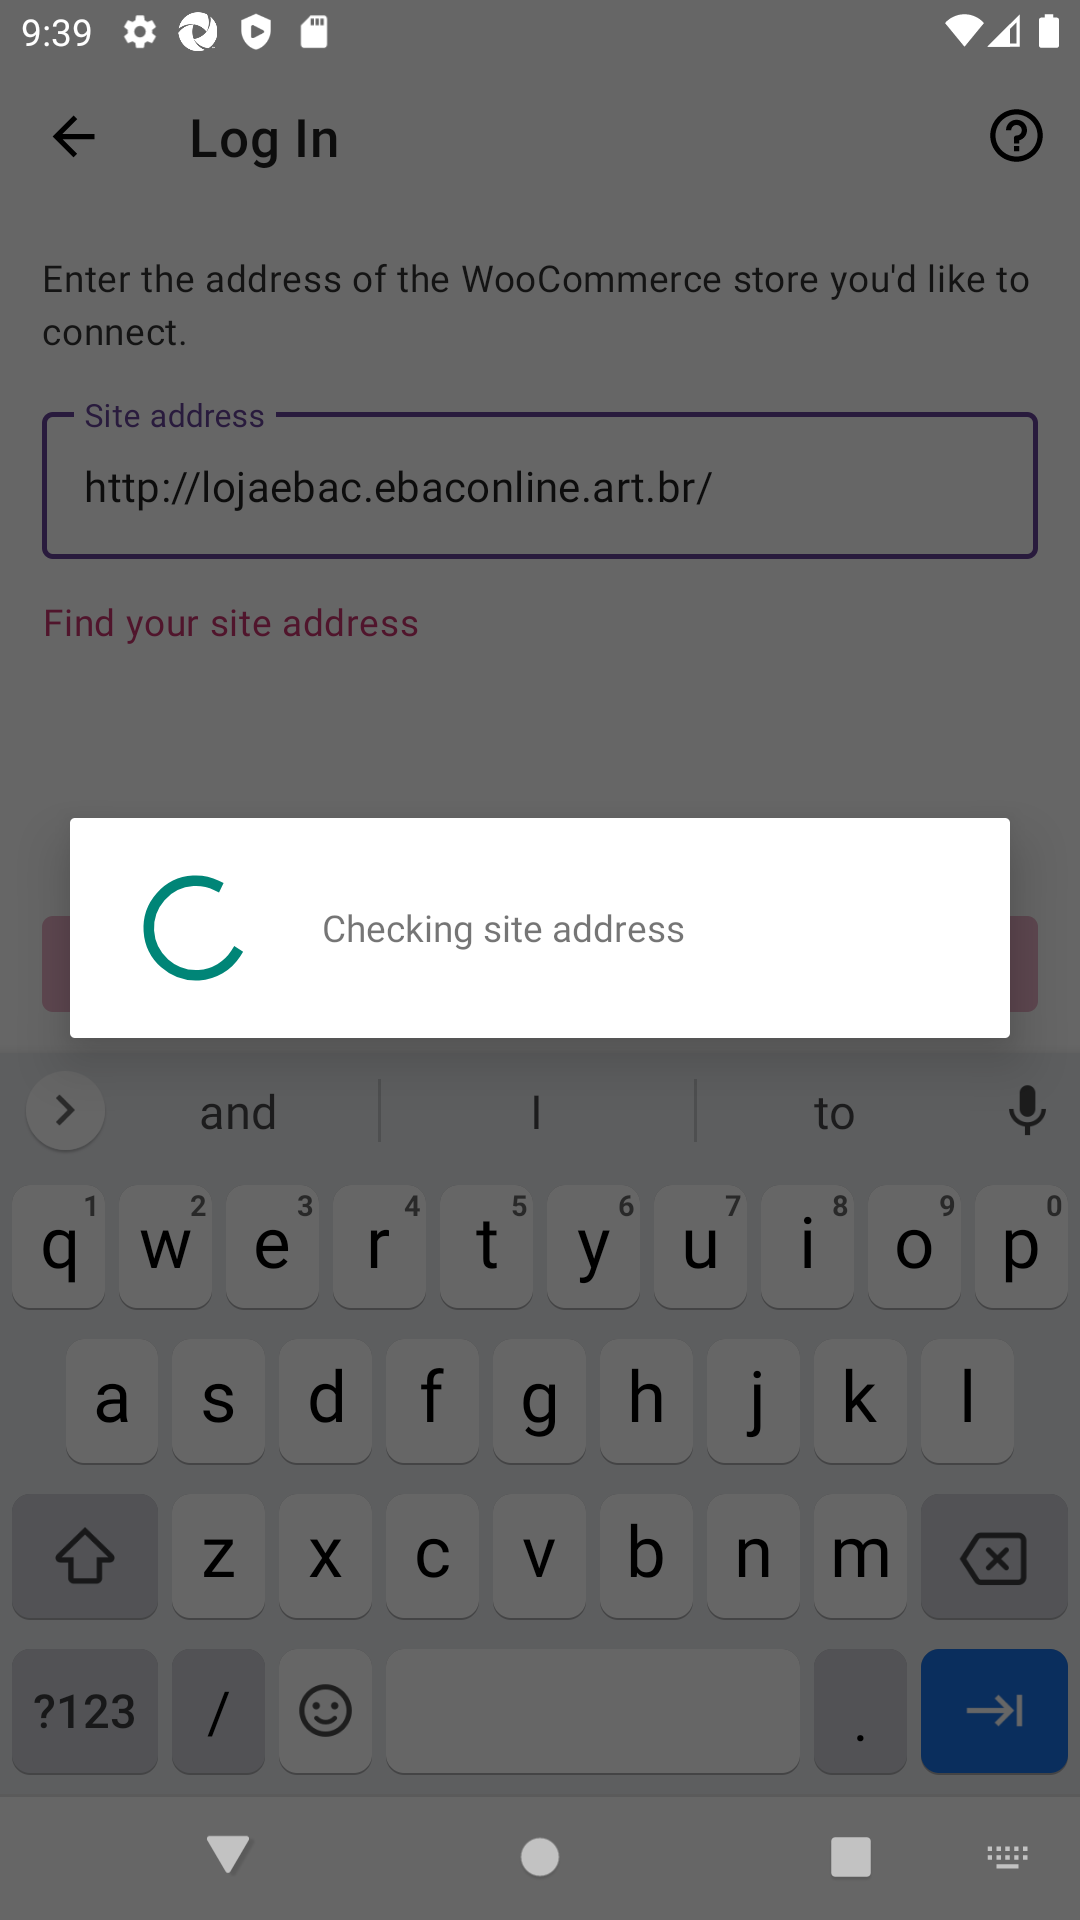 9:39
Log In
Enter the address of the WooCommerce store you'd like to
connect.
Site address
http://lojaebac.ebaconline.art.br/
Find your site address
Checking site address
and I to
1 2 3 4 5 6 7 8 9 0
q w e r t y u i o p
a s d f g h j k l
z x c v b n m
?123 / .